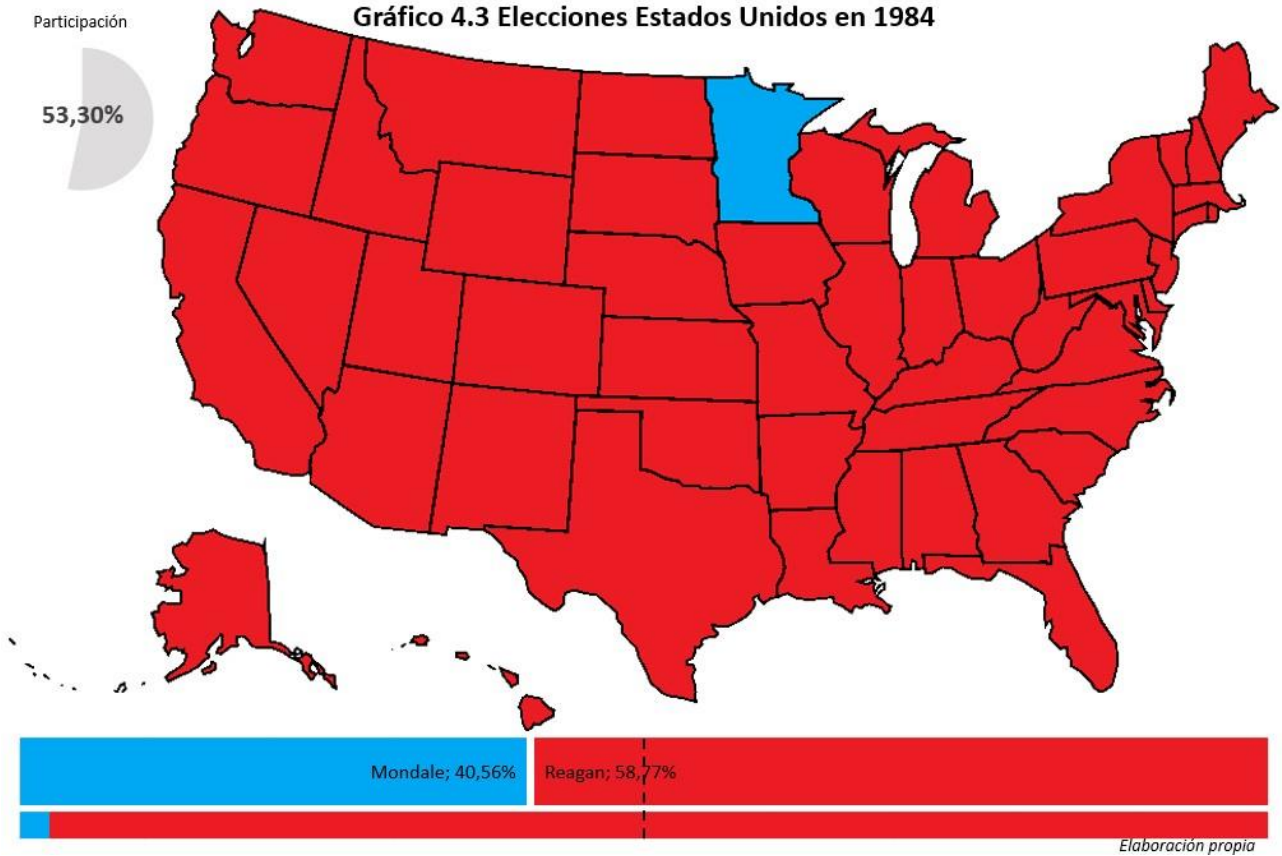 Gráfico 4.3 Elecciones Estados Unidos en 1984
Participación
53,30%
Mondale; 40,56%
Reagan; 58,77%
Elaboración propia